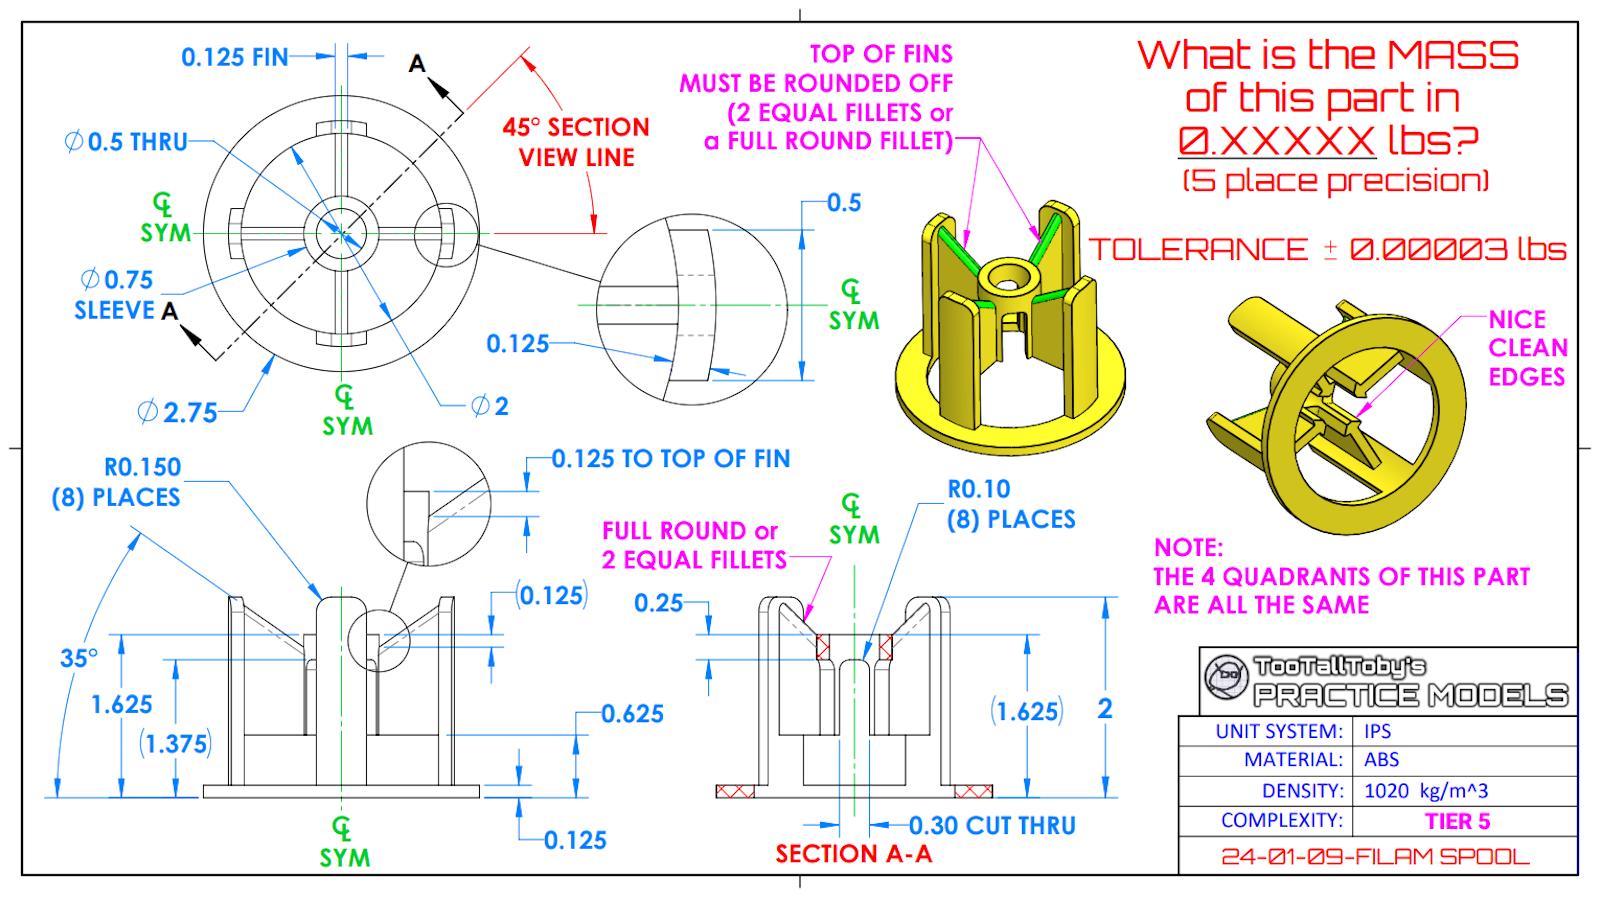 0.125 FIN
A
45° SECTION
VIEW LINE
TOP OF FINS
MUST BE ROUNDED OFF
(2 EQUAL FILLETS or
a FULL ROUND FILLET)
What is the MASS
of this part in
0.XXXXX lbs?
(5 place precision)
TOLERANCE ± 0.00003 lbs
∅0.5 THRU
℄
SYM
∅0.75
SLEEVE
A
∅2.75
℄
SYM
∅2
0.5
℄
SYM
0.125
NICE
CLEAN
EDGES
R0.150
(8) PLACES
0.125 TO TOP OF FIN
35°
1.625
(1.375)
(0.125)
0.625
0.125
℄
SYM
FULL ROUND or
2 EQUAL FILLETS
℄
SYM
R0.10
(8) PLACES
0.25
(1.625)
2
0.30 CUT THRU
SECTION A-A
NOTE:
THE 4 QUADRANTS OF THIS PART
ARE ALL THE SAME
TooTallToby's
PRACTICE MODELS
UNIT SYSTEM: IPS
MATERIAL: ABS
DENSITY: 1020 kg/m^3
COMPLEXITY: TIER 5
24-01-09-FILAM SPOOL